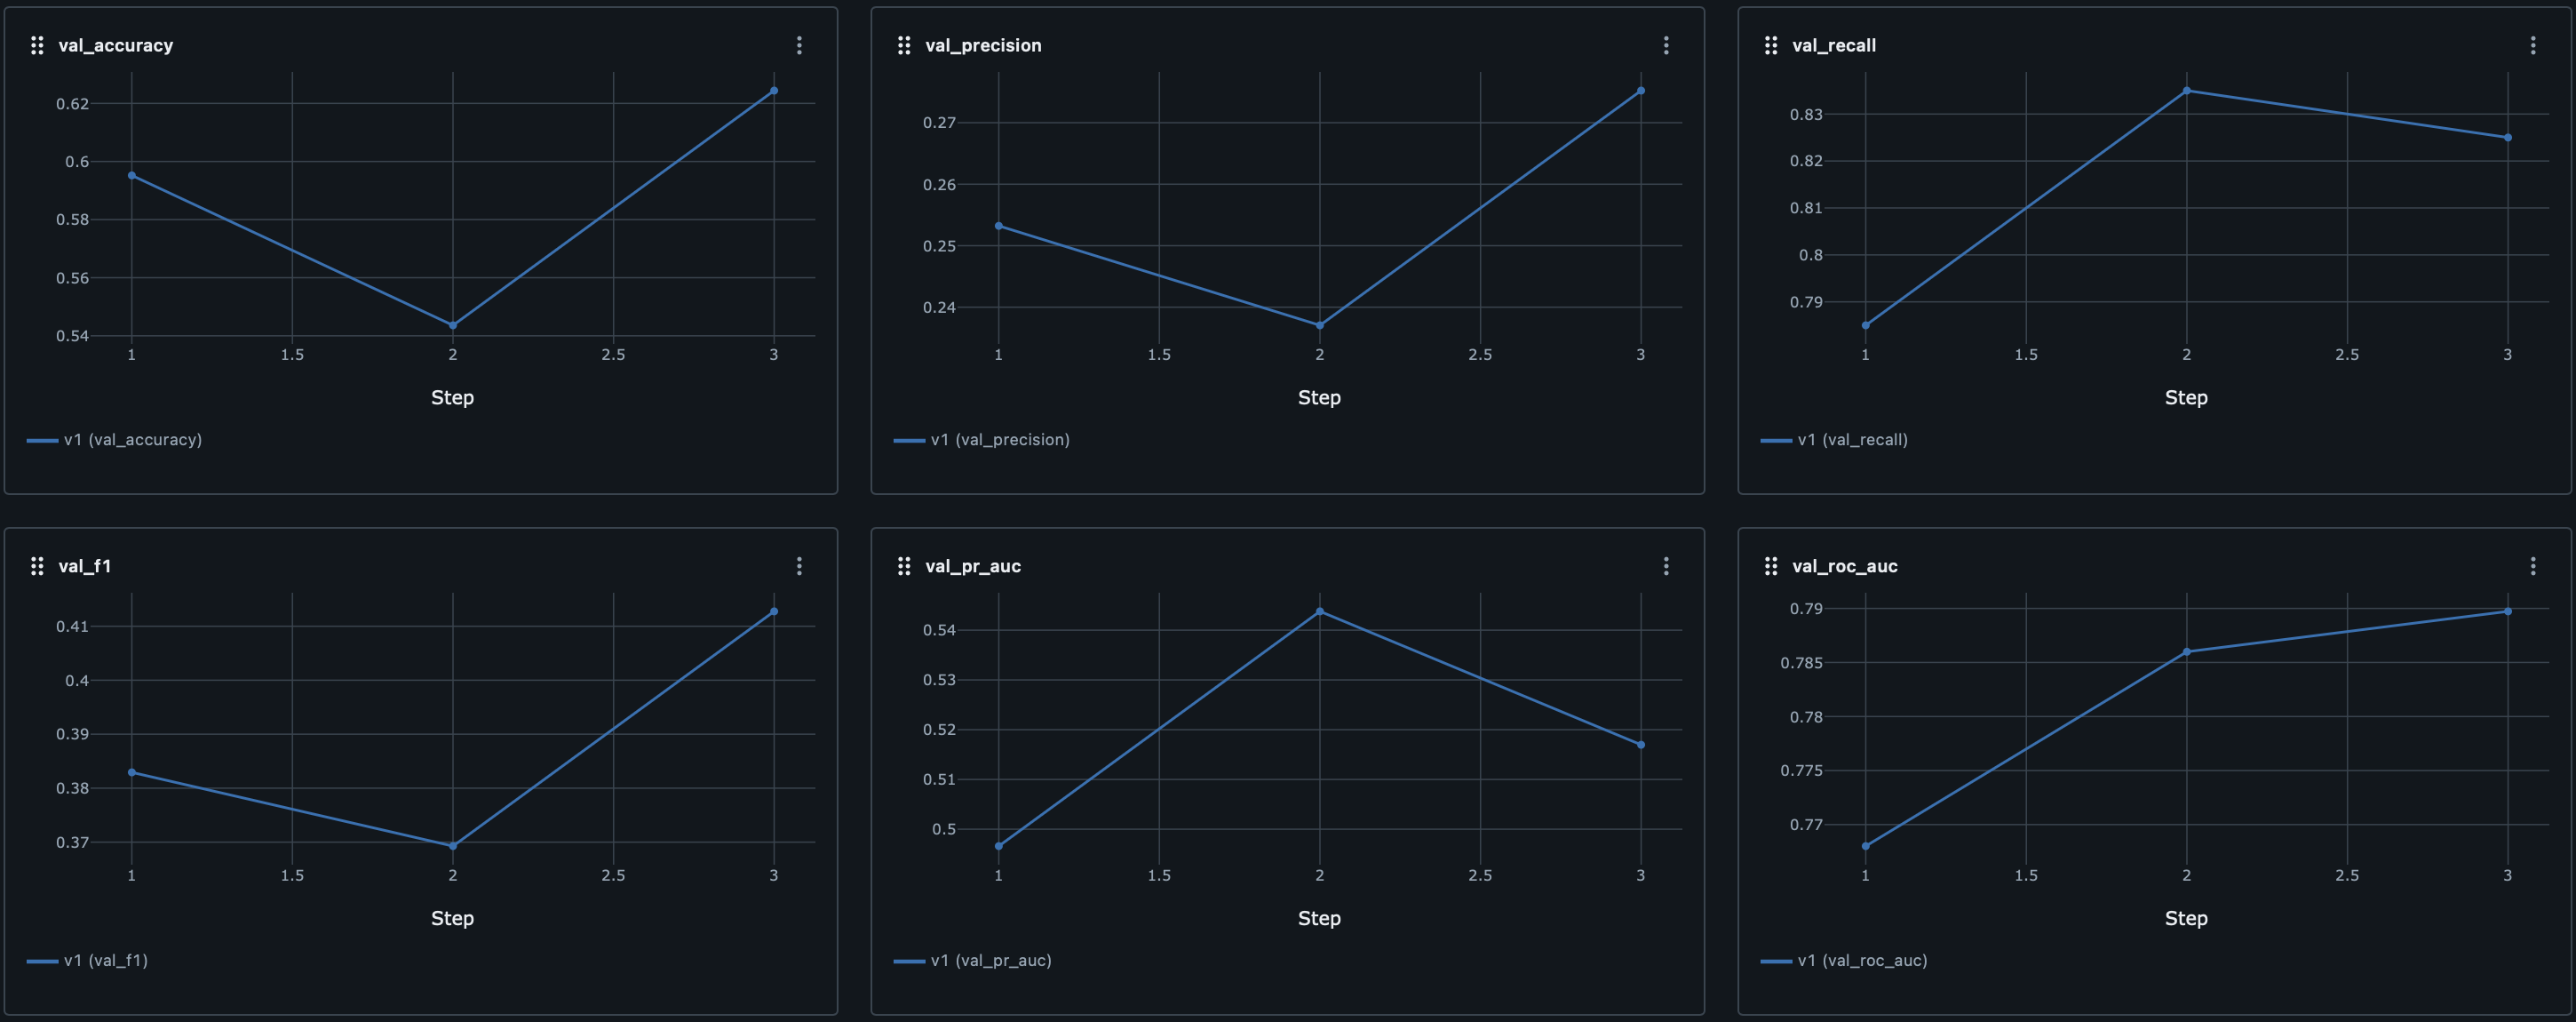 val_accuracy
0.62
0.6
0.58
0.56
0.54
1 1.5 2 2.5 3
Step
v1 (val_accuracy)
val_precision
0.27
0.26
0.25
0.24
1 1.5 2 2.5 3
Step
v1 (val_precision)
val_recall
0.83
0.82
0.81
0.8
0.79
1 1.5 2 2.5 3
Step
v1 (val_recall)
val_f1
0.41
0.4
0.39
0.38
0.37
1 1.5 2 2.5 3
Step
v1 (val_f1)
val_pr_auc
0.54
0.53
0.52
0.51
0.5
1 1.5 2 2.5 3
Step
v1 (val_pr_auc)
val_roc_auc
0.79
0.785
0.78
0.775
0.77
1 1.5 2 2.5 3
Step
v1 (val_roc_auc)